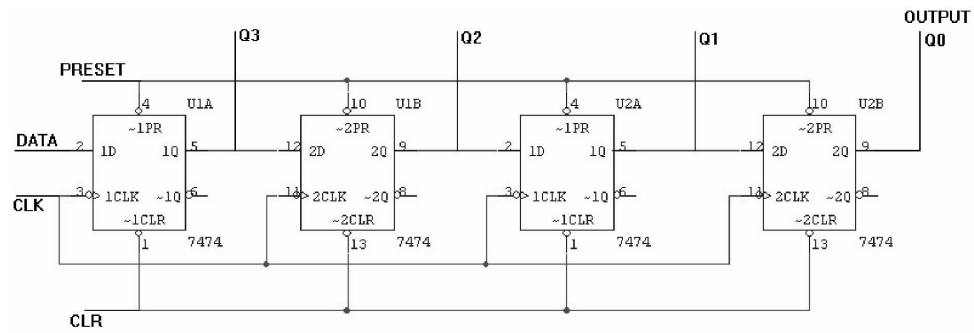 OUTPUT
Q3
Q2
Q1
Q0
PRESET
4 U1A
10 U1B
4 U2A
10 U2B
~1PR
~2PR
~1PR
~2PR
DATA
2 1D 1Q 5
12 2D 2Q 9
2 1D 1Q 5
12 2D 2Q 9
CLK
3 1CLK ~1Q 6
11 2CLK ~2Q 8
3 1CLK ~1Q 6
11 2CLK ~2Q 8
~1CLR
~2CLR
~1CLR
~2CLR
1 7474
13 7474
1 7474
13 7474
CLR